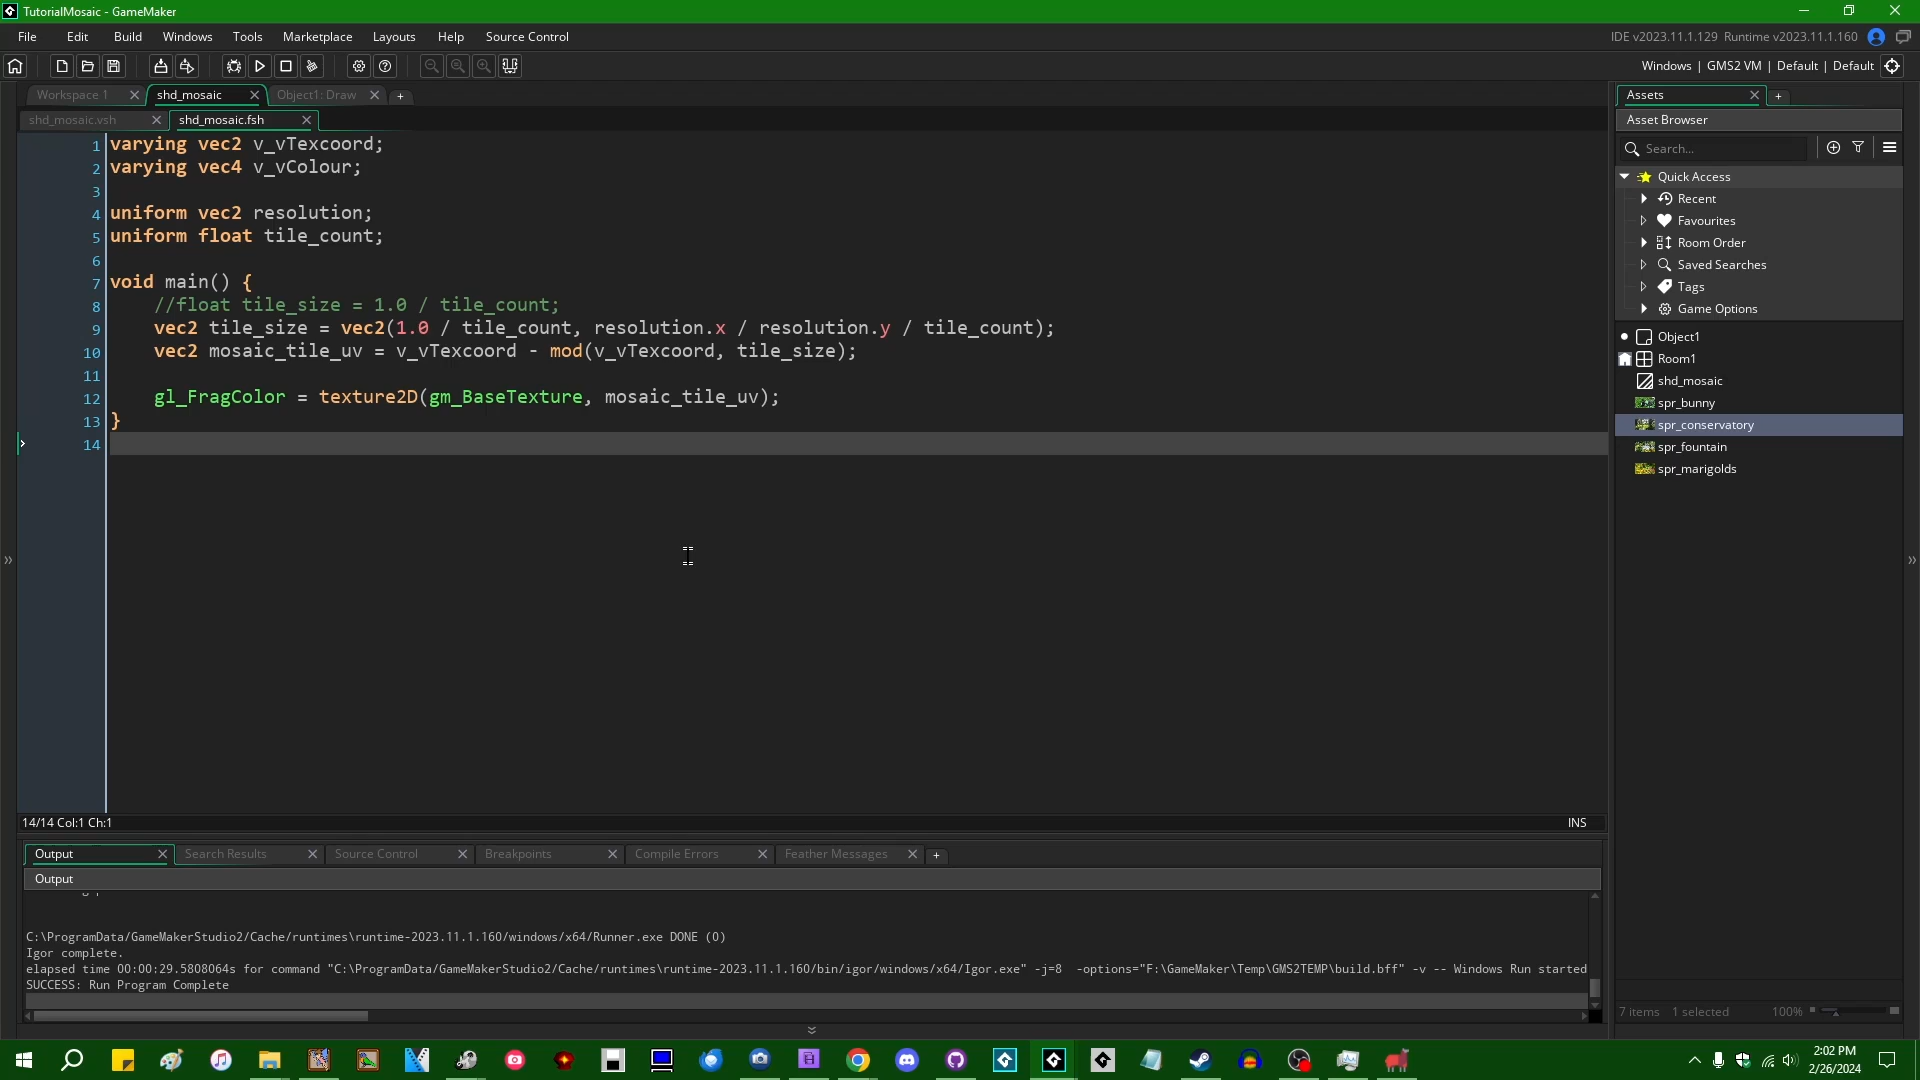 TutorialMosaic - GameMaker
File Edit Build Windows Tools Marketplace Layouts Help Source Control
IDE v2023.11.1.129 Runtime v2023.11.1.160
Windows | GMS2 VM | Default | Default
Workspace 1
shd_mosaic
Object1: Draw
shd_mosaic.vsh
shd_mosaic.fsh
1 varying vec2 v_vTexcoord;
2 varying vec4 v_vColour;
3
4 uniform vec2 resolution;
5 uniform float tile_count;
6
7 void main() {
8 //float tile_size = 1.0 / tile_count;
9 vec2 tile_size = vec2(1.0 / tile_count, resolution.x / resolution.y / tile_count);
10 vec2 mosaic_tile_uv = v_vTexcoord - mod(v_vTexcoord, tile_size);
11
12 gl_FragColor = texture2D(gm_BaseTexture, mosaic_tile_uv);
13 }
14
14/14 Col:1 Ch:1
INS
Output
Search Results
Source Control
Breakpoints
Compile Errors
Feather Messages
Output
C:\ProgramData/GameMakerStudio2/Cache/runtimes\runtime-2023.11.1.160/windows/x64/Runner.exe DONE (0)
Igor complete.
elapsed time 00:00:29.5808064s for command "C:\ProgramData/GameMakerStudio2/Cache/runtimes\runtime-2023.11.1.160/bin/igor/windows/x64/Igor.exe" -j=8 -options="F:\GameMaker\Temp\GMS2TEMP\build.bff" -v -- Windows Run started
SUCCESS: Run Program Complete
Assets
Asset Browser
Search...
Quick Access
Recent
Favourites
Room Order
Saved Searches
Tags
Game Options
Object1
Room1
shd_mosaic
spr_bunny
spr_conservatory
spr_fountain
spr_marigolds
7 items 1 selected 100%
2:02 PM
2/26/2024